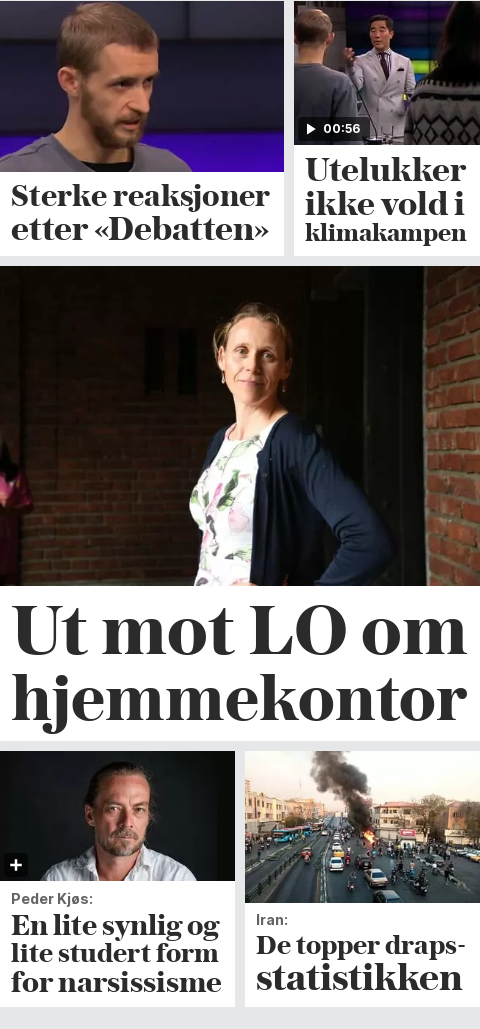 Sterke reaksjoner
etter «Debatten»
00:56
Utelukker
ikke vold i
klimakampen
Ut mot LO om
hjemmekontor
Peder Kjøs:
En lite synlig og
lite studert form
for narsissisme
Iran:
De topper draps-
statistikken